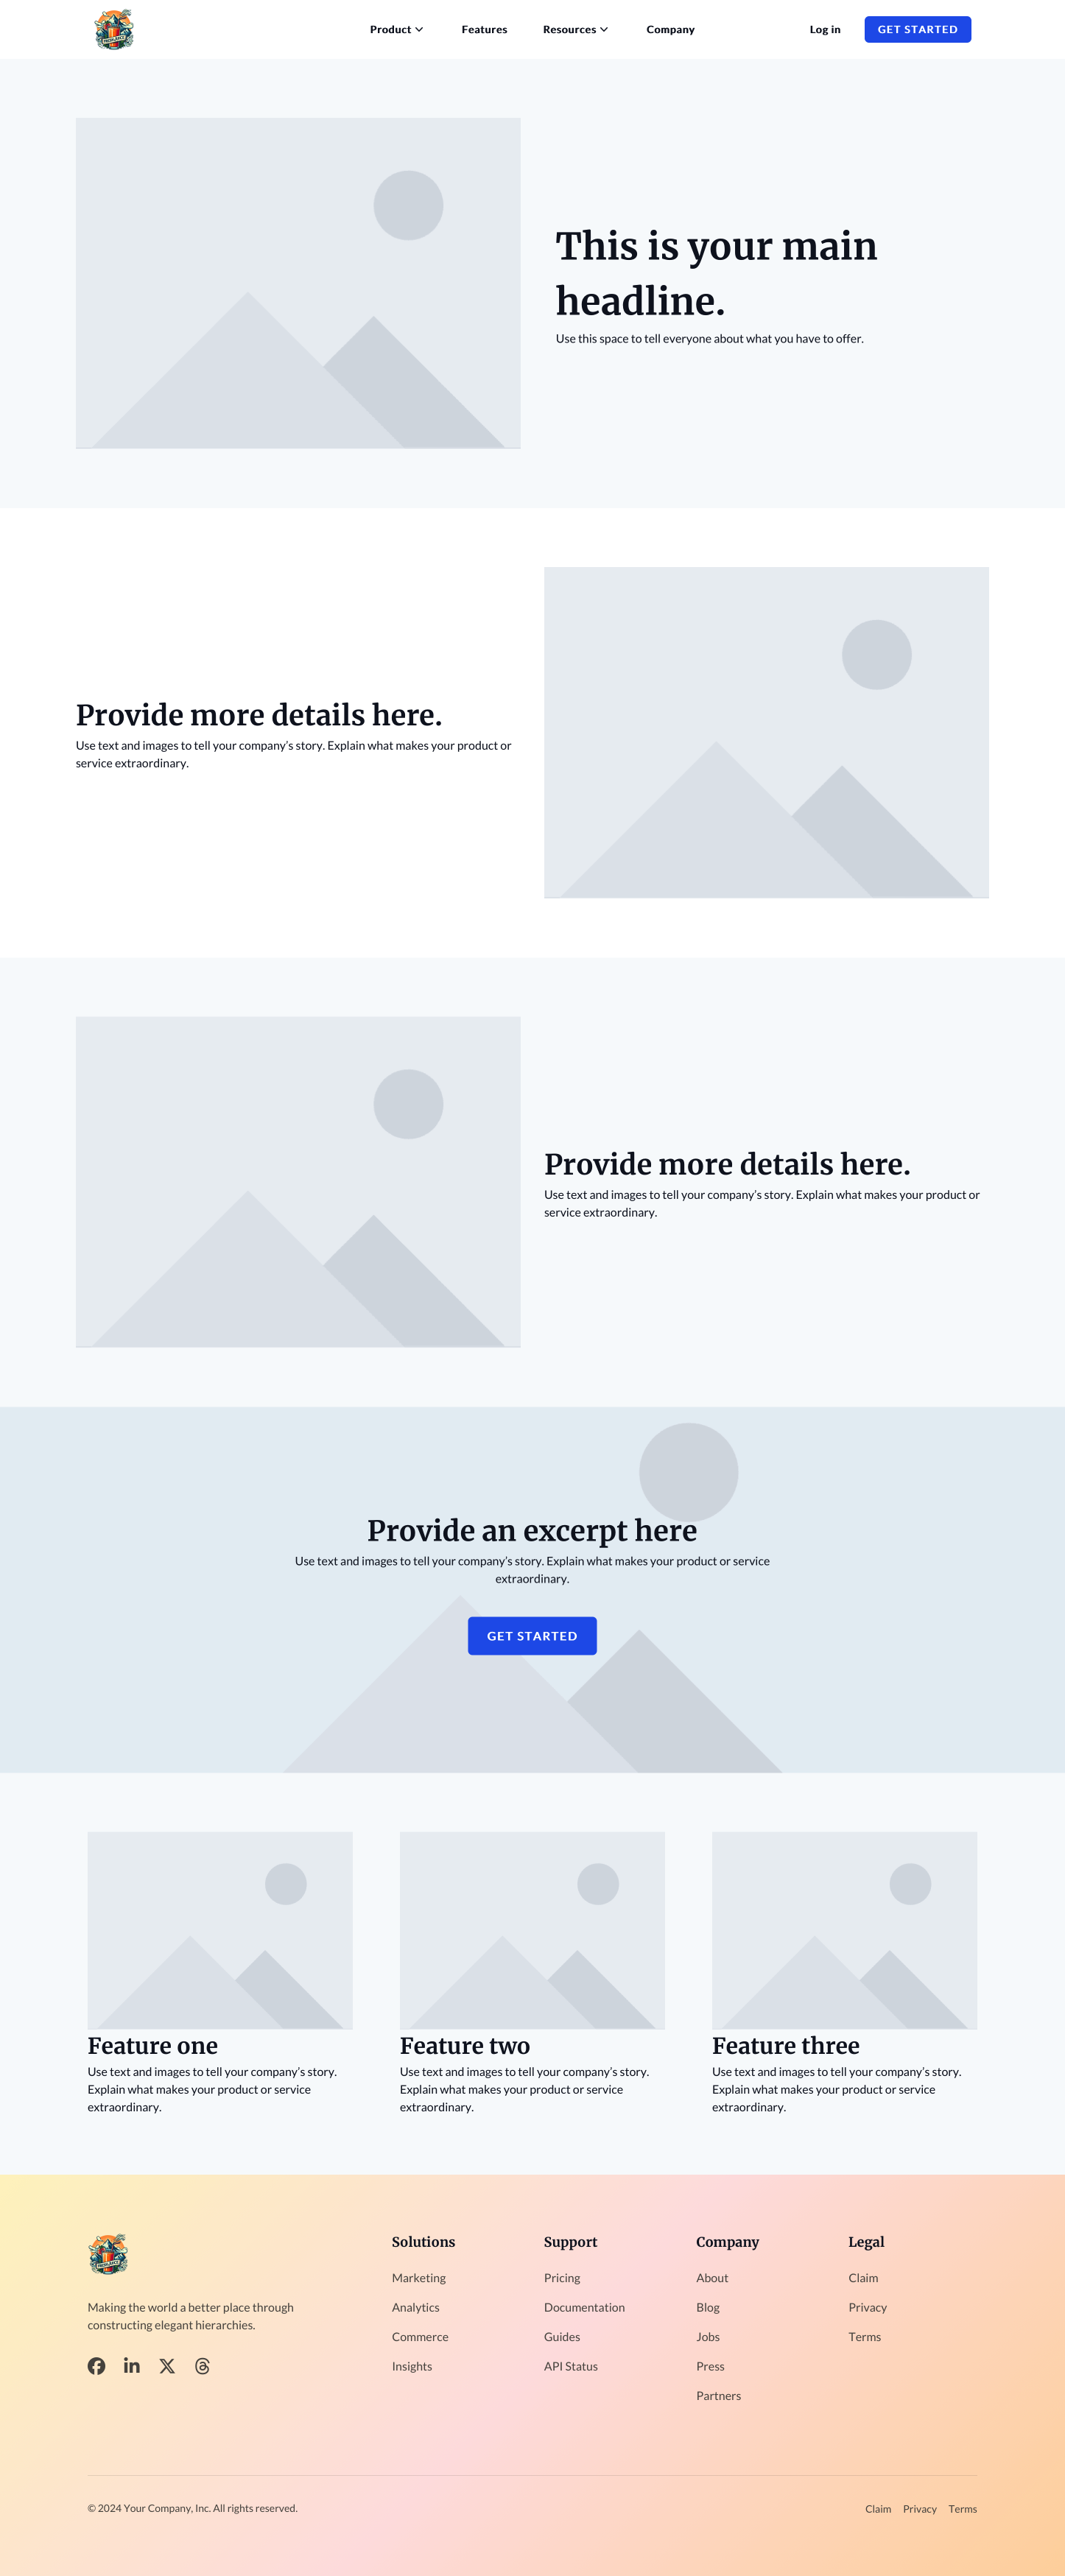 Product
Features
Resources
Company
Log in
GET STARTED
This is your main
headline.
Use this space to tell everyone about what you have to offer.
Provide more details here.
Use text and images to tell your company's story. Explain what makes your product or
service extraordinary.
Provide more details here.
Use text and images to tell your company's story. Explain what makes your product or
service extraordinary.
Provide an excerpt here
Use text and images to tell your company's story. Explain what makes your product or service
extraordinary.
GET STARTED
Feature one
Use text and images to tell your company's story.
Explain what makes your product or service
extraordinary.
Feature two
Use text and images to tell your company's story.
Explain what makes your product or service
extraordinary.
Feature three
Use text and images to tell your company's story.
Explain what makes your product or service
extraordinary.
Making the world a better place through
constructing elegant hierarchies.
Solutions
Marketing
Analytics
Commerce
Insights
Support
Pricing
Documentation
Guides
API Status
Company
About
Blog
Jobs
Press
Partners
Legal
Claim
Privacy
Terms
© 2024 Your Company, Inc. All rights reserved.
Claim
Privacy
Terms